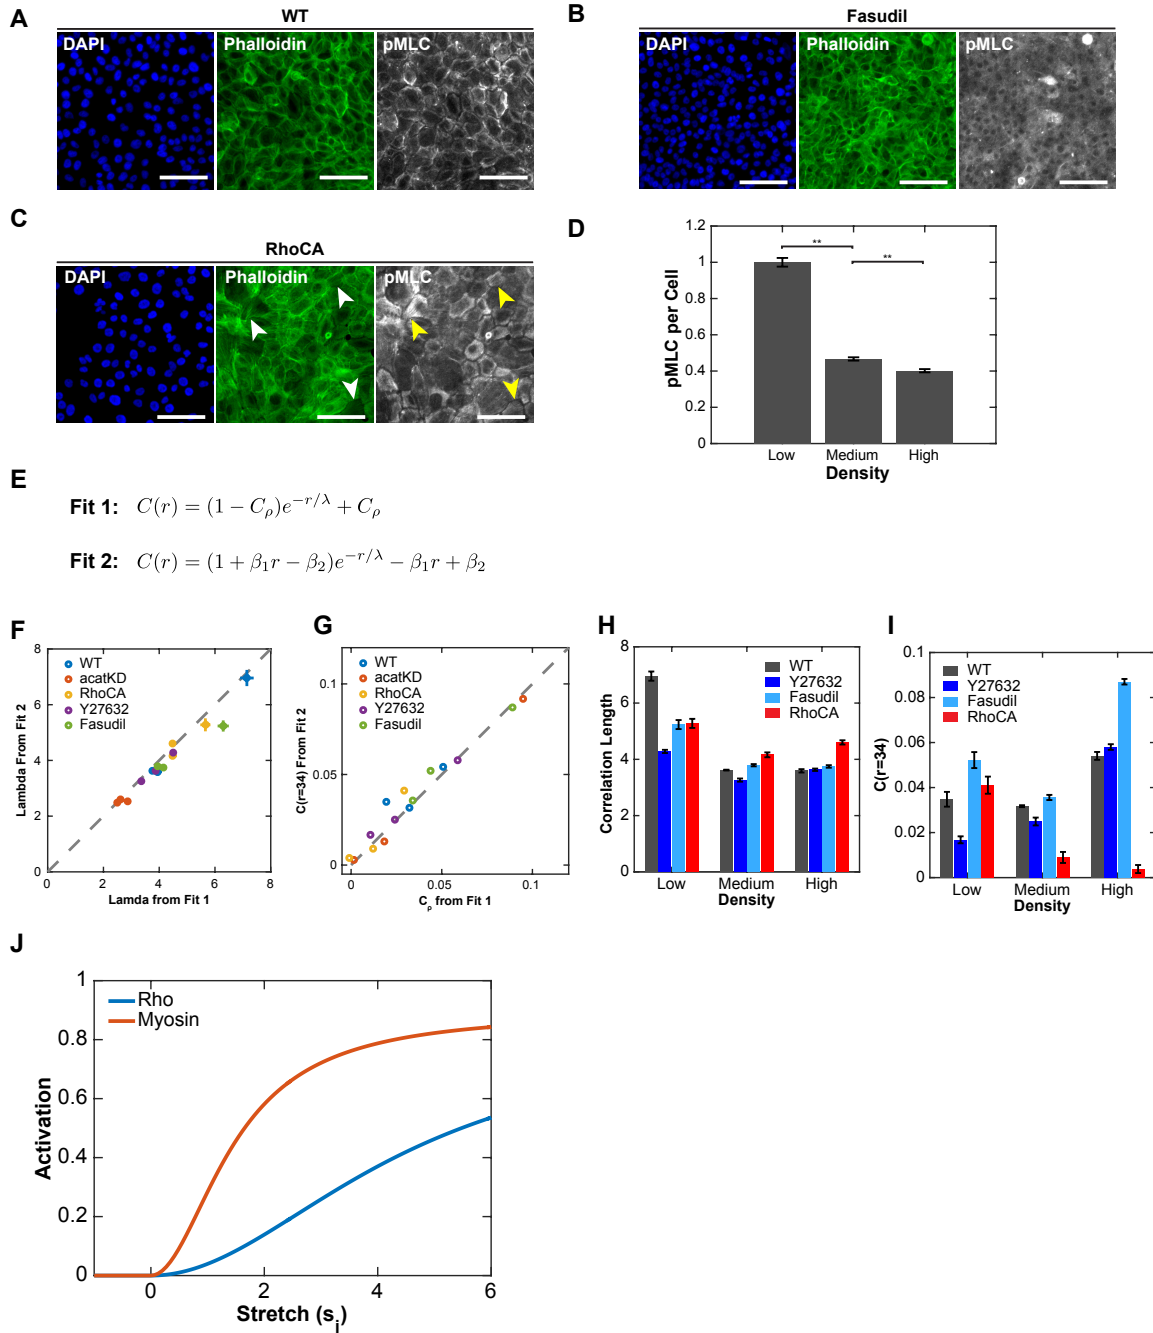 A
WT
DAPI
Phalloidin
pMLC
B
Fasudil
DAPI
Phalloidin
pMLC
C
RhoCA
DAPI
Phalloidin
pMLC
D
1.2
1
0.8
0.6
0.4
0.2
0
pMLC per Cell
**
**
Low
Medium
High
Density
E
Fit 1: C(r) = (1 − Cρ)e^{−r/λ} + Cρ
Fit 2: C(r) = (1 + β₁r − β₂)e^{−r/λ} − β₁r + β₂
F
8
6
4
2
0
Lambda From Fit 2
WT
acatKD
RhoCA
Y27632
Fasudil
0 2 4 6 8
Lamda from Fit 1
G
0.1
0.05
0
C(r=34) From Fit 2
WT
acatKD
RhoCA
Y27632
Fasudil
0 0.05 0.1
Cρ from Fit 1
H
8
6
4
2
0
Correlation Length
WT
Y27632
Fasudil
RhoCA
Low
Medium
High
Density
I
0.1
0.08
0.06
0.04
0.02
0
C(r=34)
WT
Y27632
Fasudil
RhoCA
Low
Medium
High
Density
J
1
0.8
0.6
0.4
0.2
0
Activation
Rho
Myosin
0 2 4 6
Stretch (s_i)